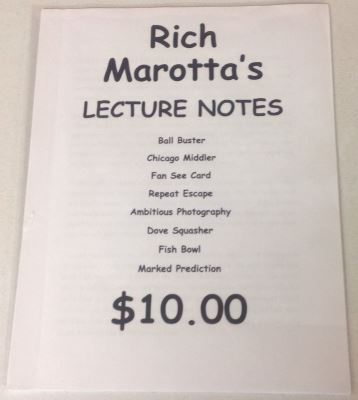 Rich
Marotta's
LECTURE NOTES
Ball Buster
Chicago Middler
Fan See Card
Repeat Escape
Ambitious Photography
Dove Squasher
Fish Bowl
Marked Prediction
$10.00